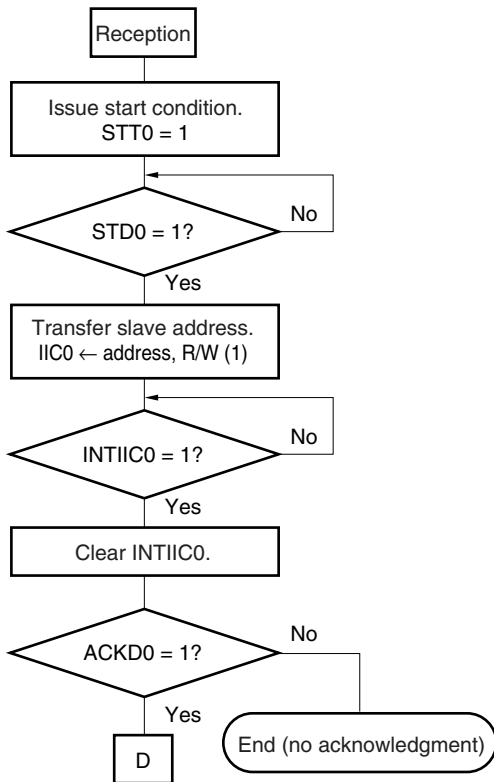 Reception
Issue start condition.
STT0 = 1
No
STD0 = 1?
Yes
Transfer slave address.
IIC0 ← address, R/W (1)
No
INTIIC0 = 1?
Yes
Clear INTIIC0.
No
ACKD0 = 1?
Yes
D
End (no acknowledgment)